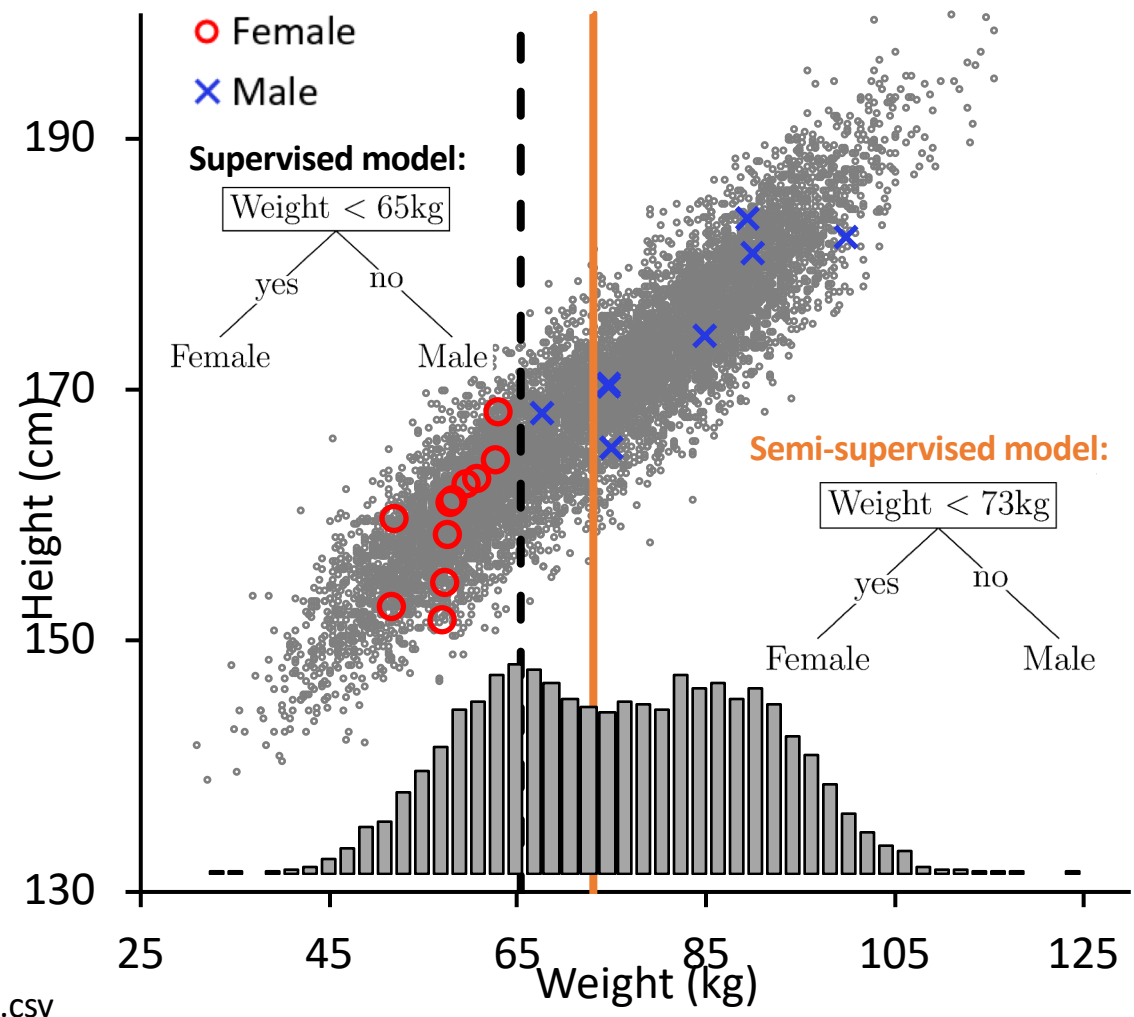 Female
Male
190
Supervised model:
Weight < 65kg
yes
no
Female
Male
170
Height (cm)
Semi-supervised model:
Weight < 73kg
yes
no
Female
Male
150
130
25
45
65
85
105
125
Weight (kg)
.csv